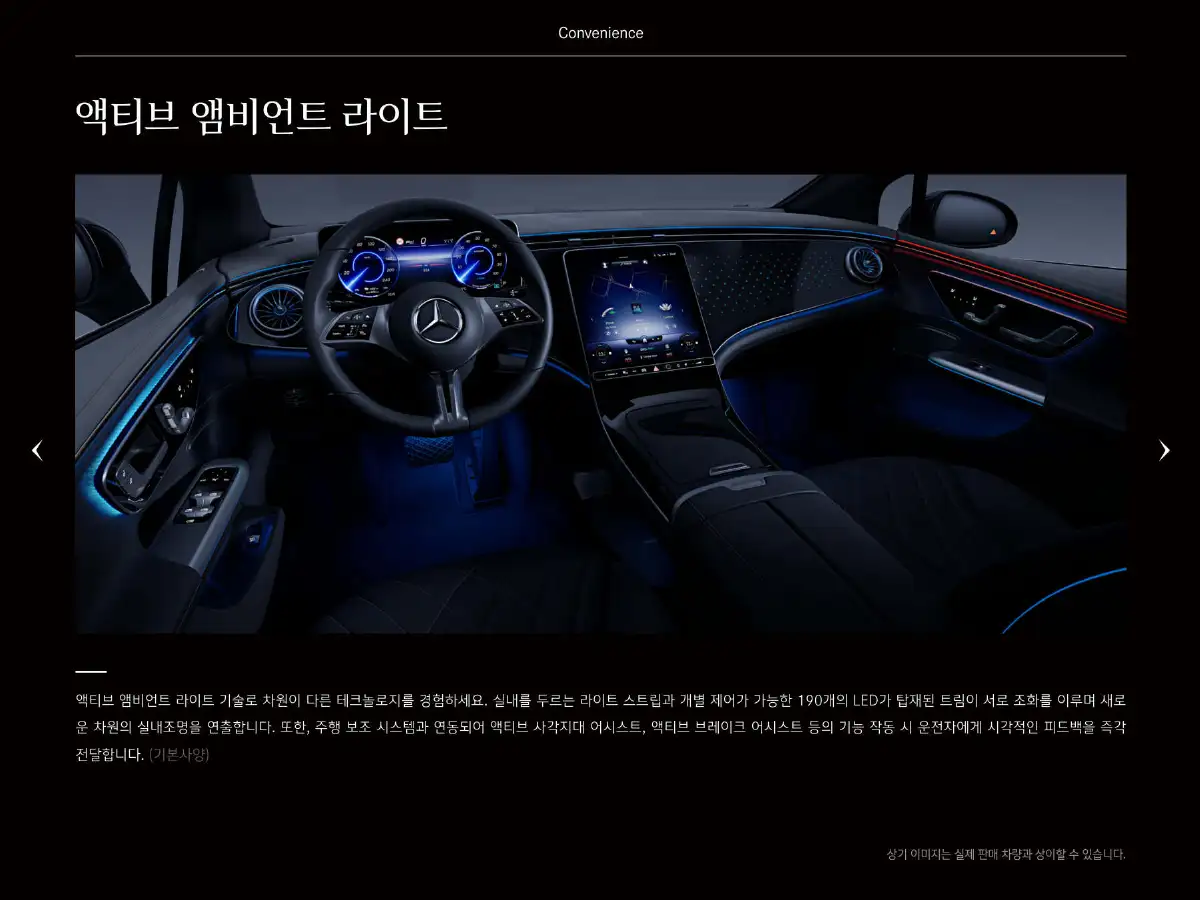 Convenience
액티브 앰비언트 라이트
액티브 앰비언트 라이트 기술로 차원이 다른 테크놀로지를 경험하세요. 실내를 두르는 라이트 스트립과 개별 제어가 가능한 190개의 LED가 탑재된 트림이 서로 조화를 이루며 새로
운 차원의 실내조명을 연출합니다. 또한, 주행 보조 시스템과 연동되어 액티브 사각지대 어시스트, 액티브 브레이크 어시스트 등의 기능 작동 시 운전자에게 시각적인 피드백을 즉각
전달합니다. (기본사양)
상기 이미지는 실제 판매 차량과 상이할 수 있습니다.